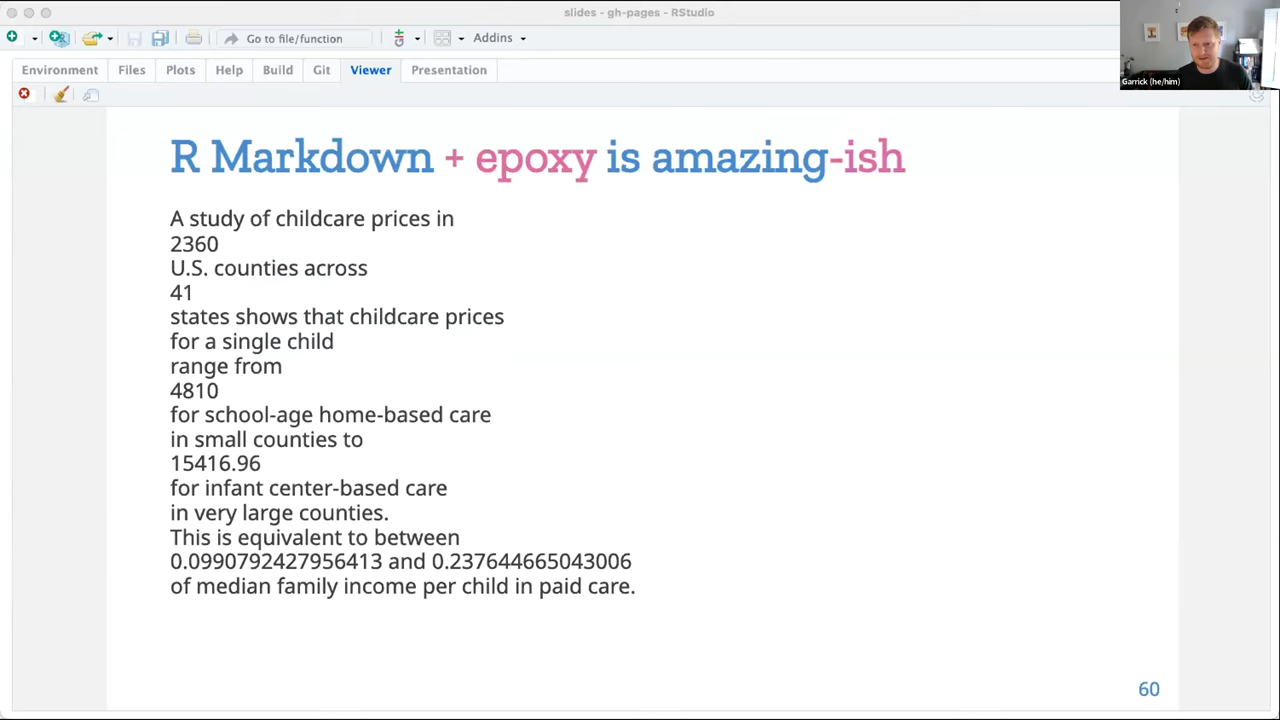 slides - gh-pages - RStudio
Go to file/function
Addins
Environment
Files
Plots
Help
Build
Git
Viewer
Presentation
Garrick (he/him)
R Markdown + epoxy is amazing-ish
A study of childcare prices in
2360
U.S. counties across
41
states shows that childcare prices
for a single child
range from
4810
for school-age home-based care
in small counties to
15416.96
for infant center-based care
in very large counties.
This is equivalent to between
0.0990792427956413 and 0.237644665043006
of median family income per child in paid care.
60